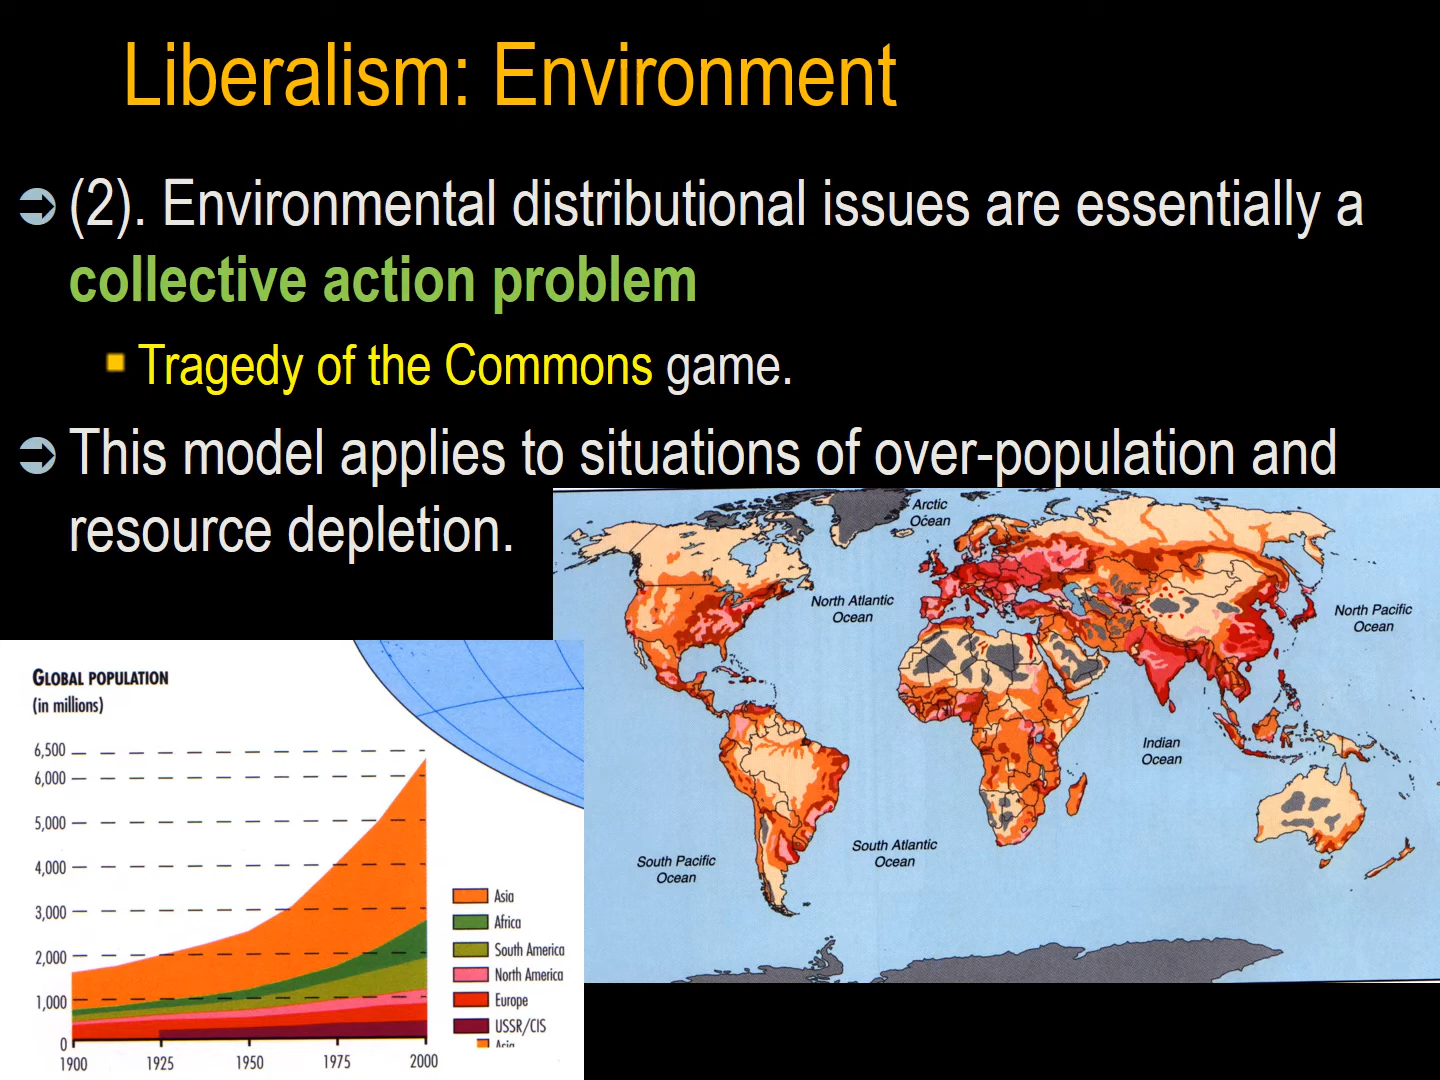 Liberalism: Environment
(2). Environmental distributional issues are essentially a
collective action problem
Tragedy of the Commons game.
This model applies to situations of over-population and
resource depletion.
Arctic
Ocean
North Atlantic
Ocean
North Pacific
Ocean
Indian
Ocean
South Atlantic
Ocean
South Pacific
Ocean
GLOBAL POPULATION
(in millions)
6,500
6,000
5,000
4,000
3,000
2,000
1,000
0
1900 1925 1950 1975 2000
Asia
Africa
South America
North America
Europe
USSR/CIS
Asia